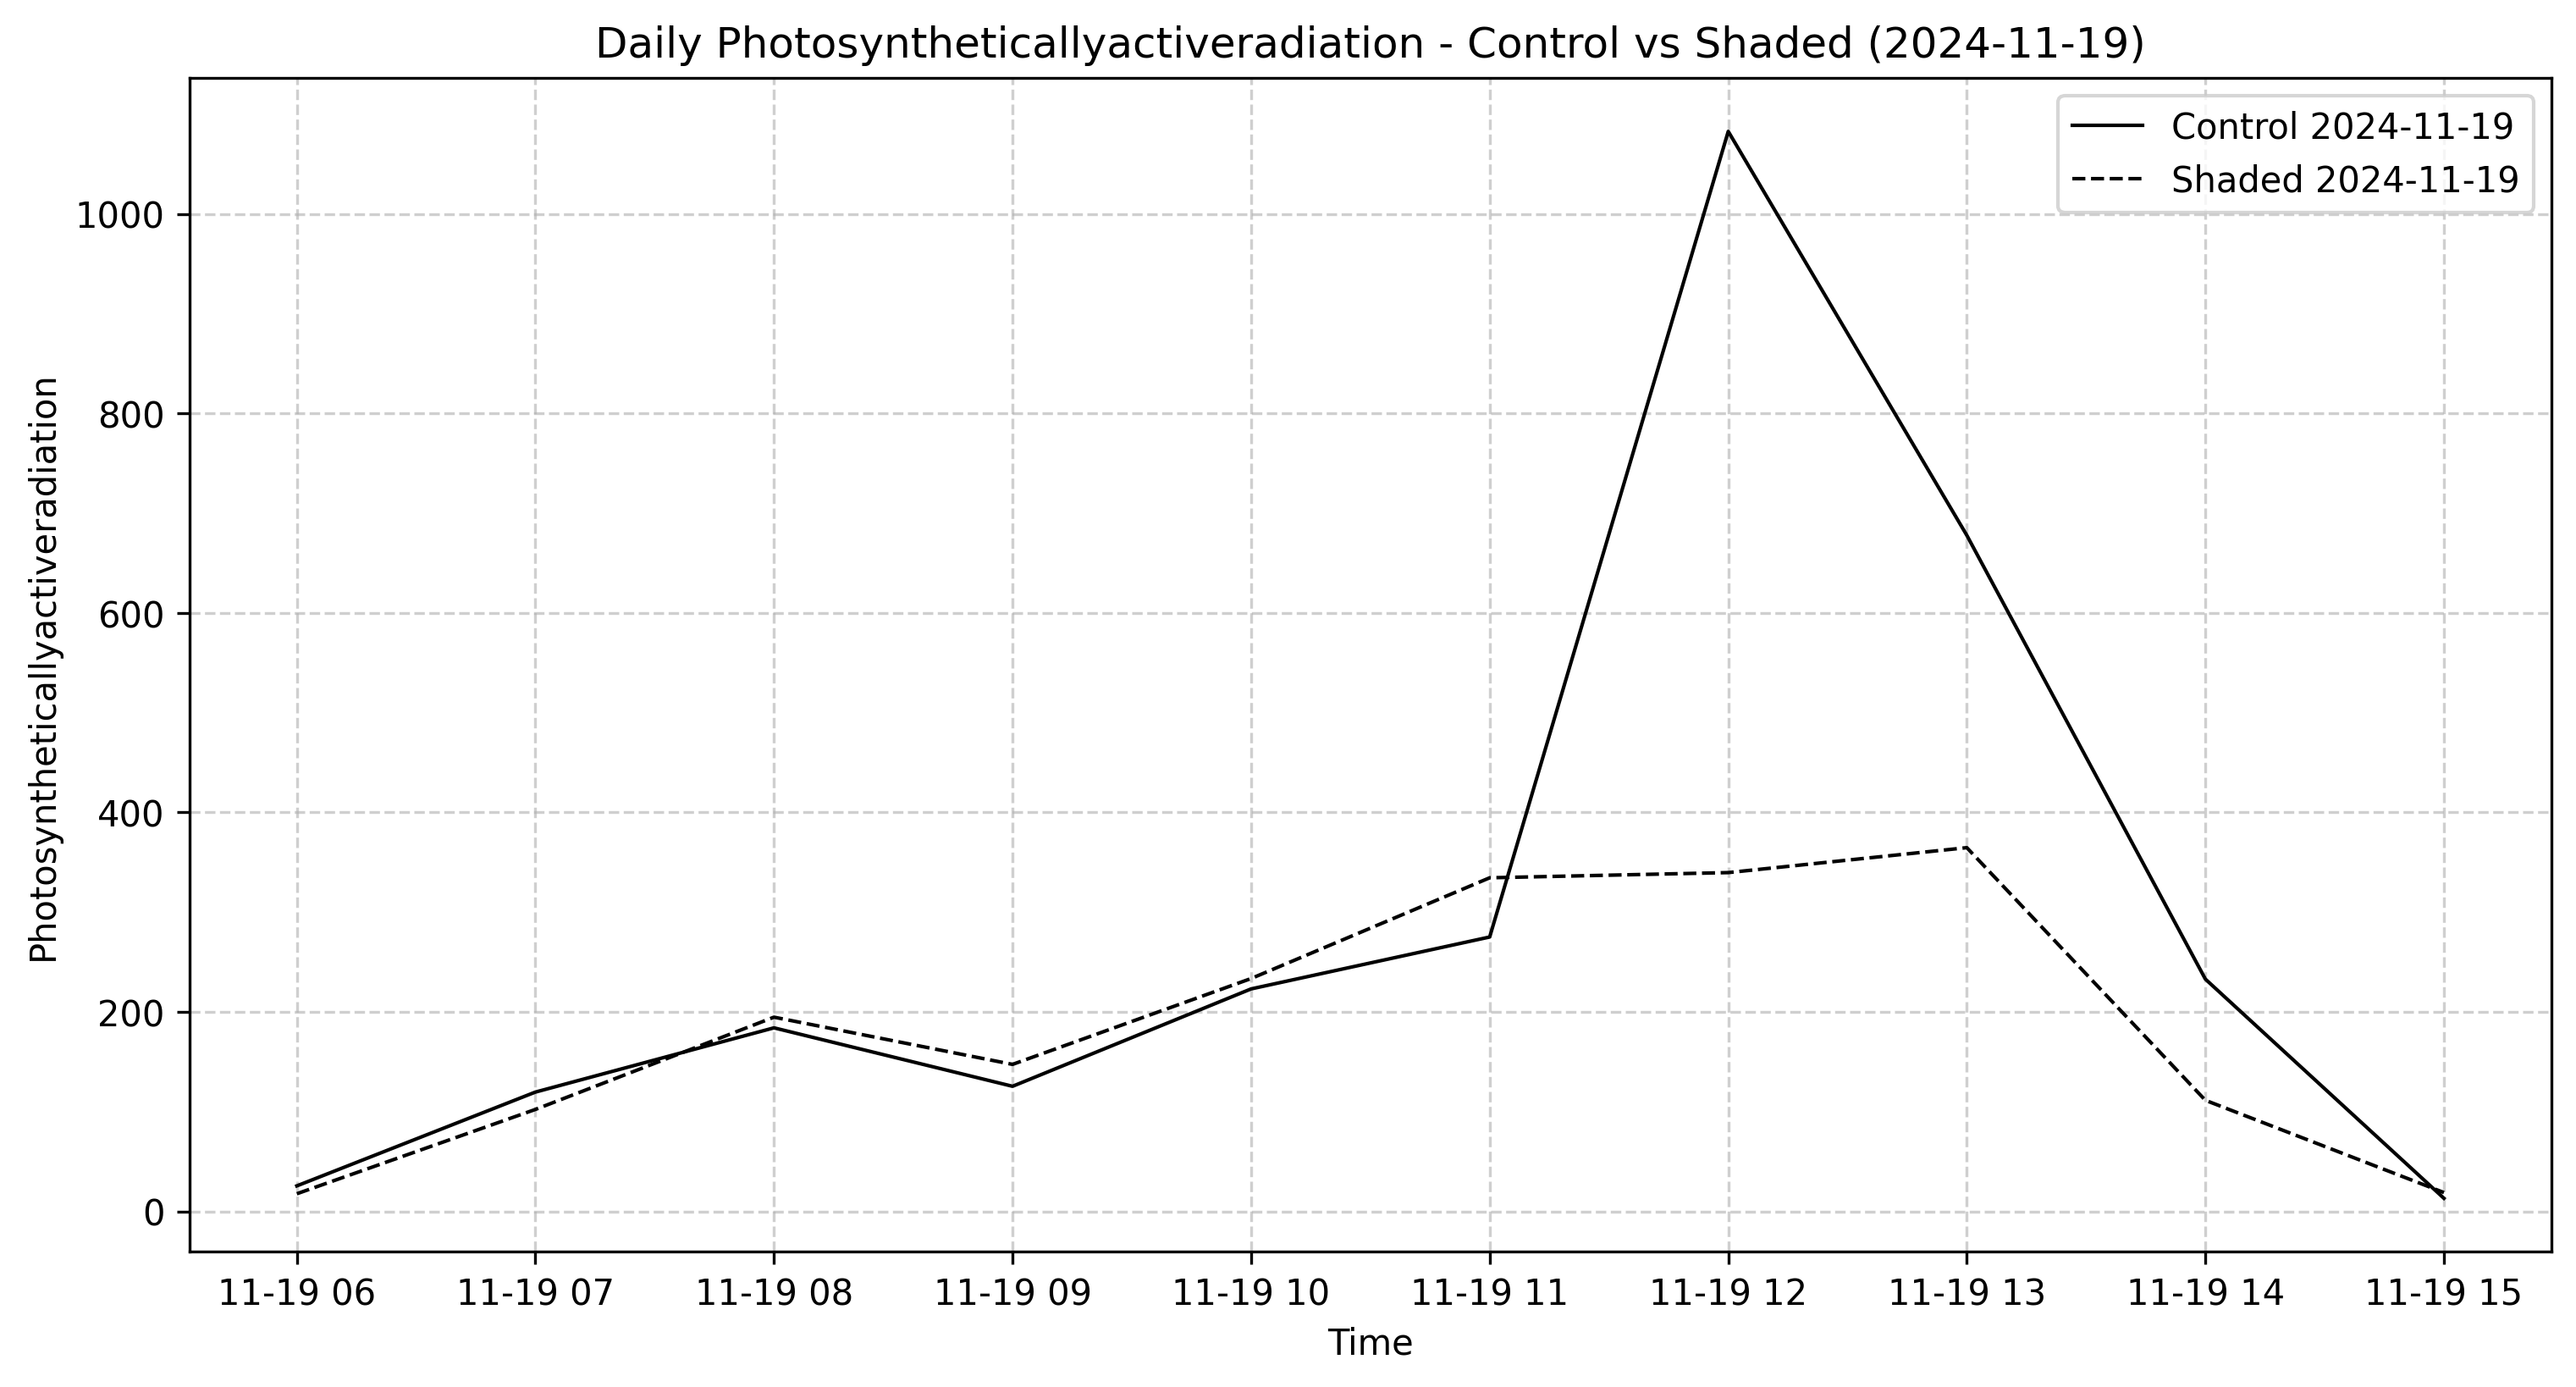 Daily Photosyntheticallyactiveradiation - Control vs Shaded (2024-11-19)
Control 2024-11-19
Shaded 2024-11-19
Photosyntheticallyactiveradiation
1000
800
600
400
200
0
11-19 06 11-19 07 11-19 08 11-19 09 11-19 10 11-19 11 11-19 12 11-19 13 11-19 14 11-19 15
Time